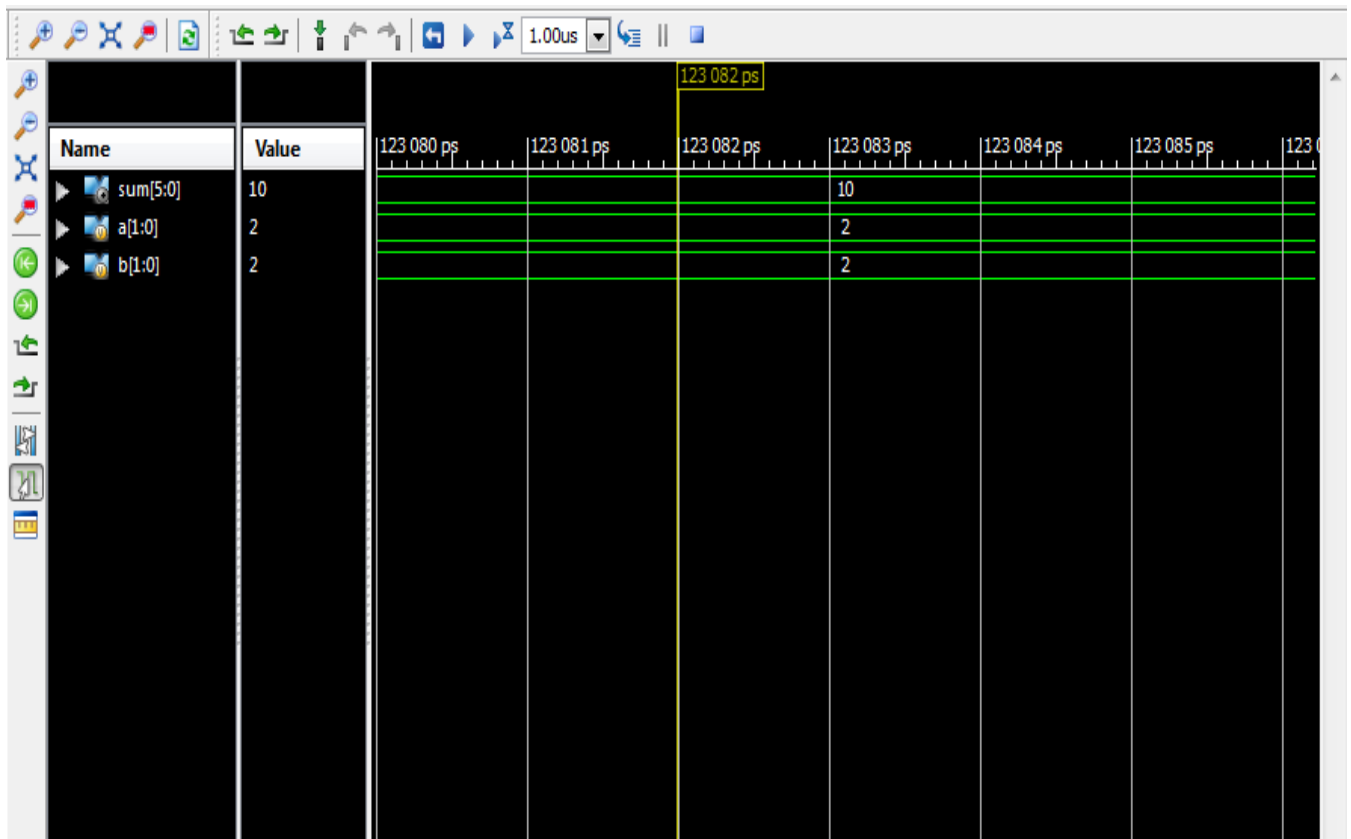 1.00us
123 082 ps
Name Value 123 080 ps 123 081 ps 123 082 ps 123 083 ps 123 084 ps 123 085 ps 123 0
sum[5:0] 10 10
a[1:0] 2 2
b[1:0] 2 2